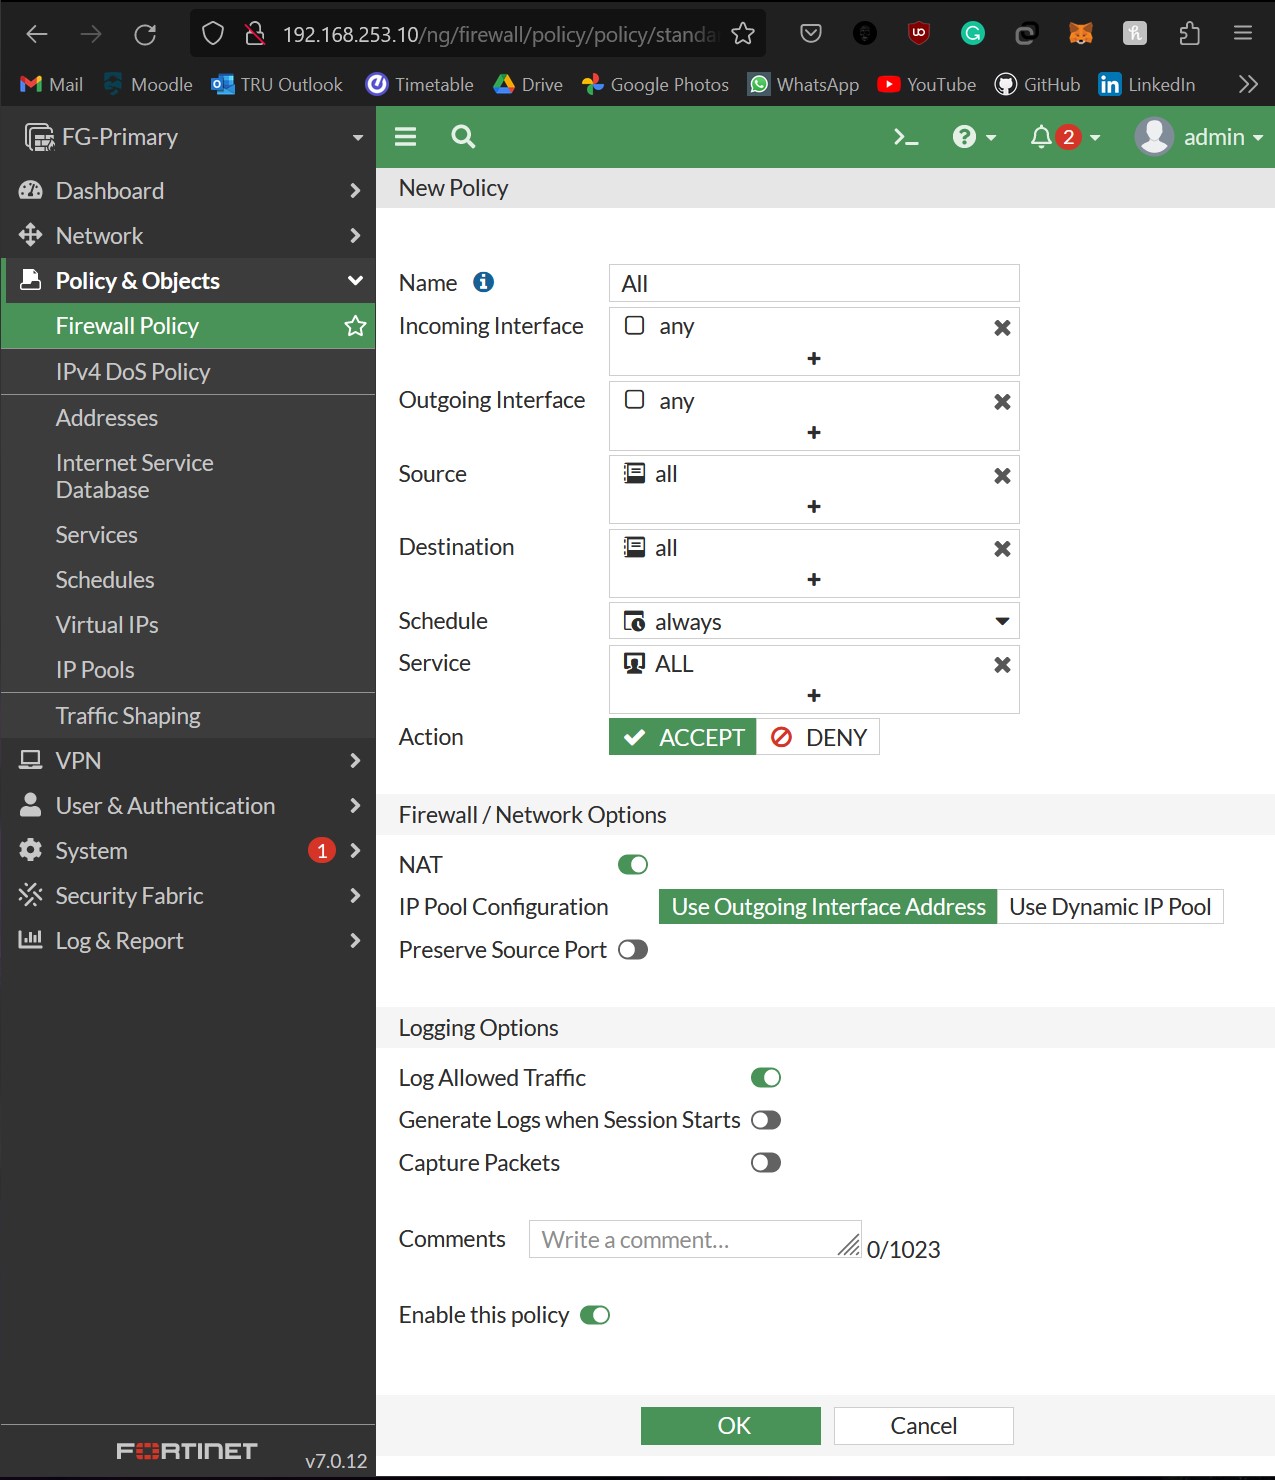 192.168.253.10/ng/firewall/policy/policy/standa
Mail
Moodle
TRU Outlook
Timetable
Drive
Google Photos
WhatsApp
YouTube
GitHub
LinkedIn
FG-Primary
2
admin
Dashboard
Network
Policy & Objects
Firewall Policy
IPv4 DoS Policy
Addresses
Internet Service
Database
Services
Schedules
Virtual IPs
IP Pools
Traffic Shaping
VPN
User & Authentication
System 1
Security Fabric
Log & Report
FORTINET
v7.0.12
New Policy
Name All
Incoming Interface any
Outgoing Interface any
Source all
Destination all
Schedule always
Service ALL
Action ACCEPT DENY
Firewall / Network Options
NAT
IP Pool Configuration Use Outgoing Interface Address Use Dynamic IP Pool
Preserve Source Port
Logging Options
Log Allowed Traffic
Generate Logs when Session Starts
Capture Packets
Comments Write a comment... 0/1023
Enable this policy
OK Cancel